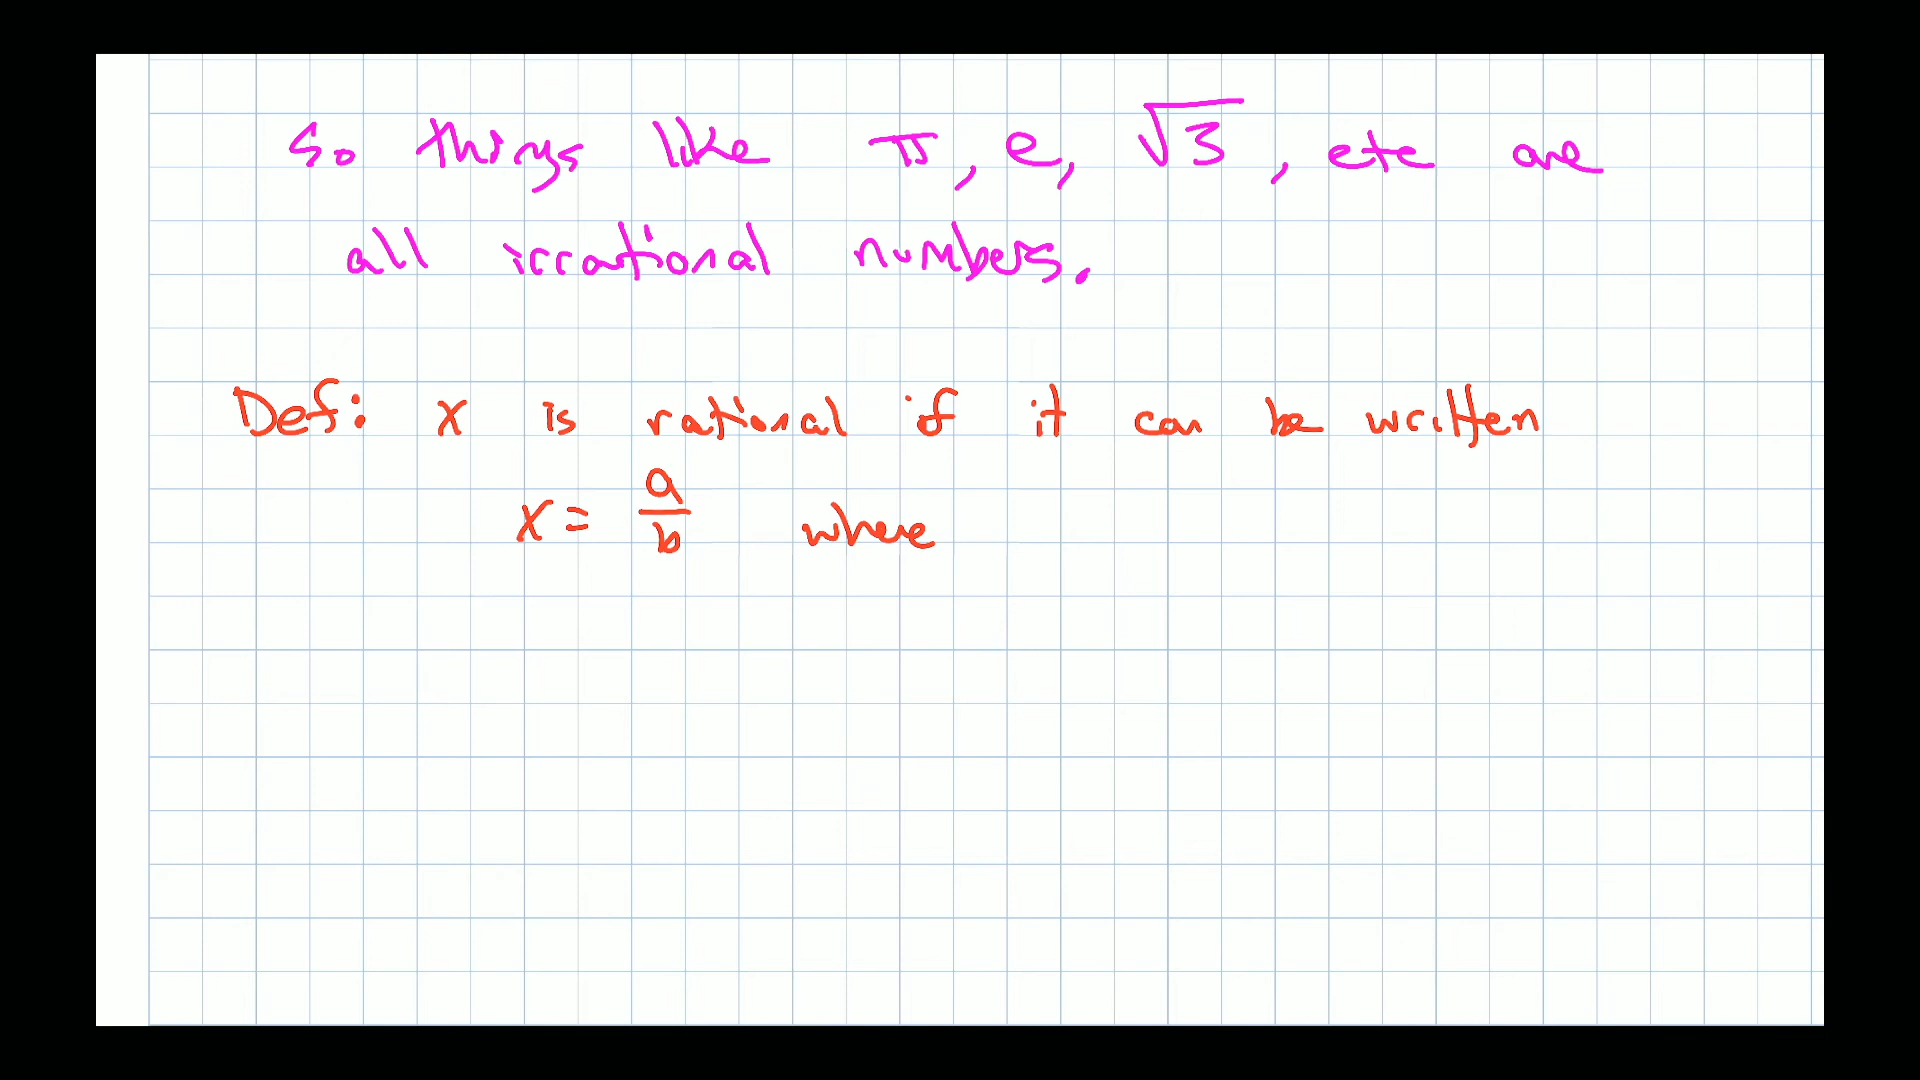 So things like π, e, √3, etc are
all irrational numbers.
Def: x is rational if it can be written
x = a/b where